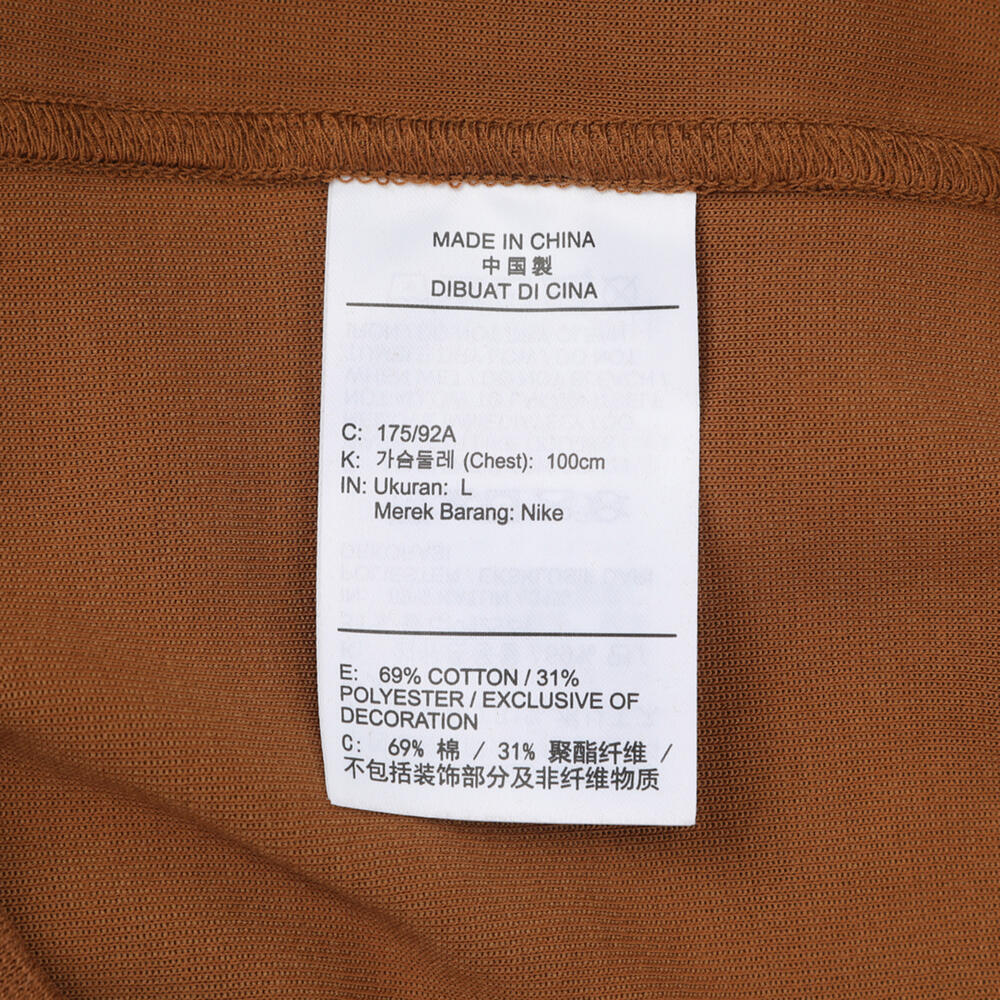 MADE IN CHINA
中国製
DIBUAT DI CINA
C: 175/92A
K: 가슴둘레 (Chest): 100cm
IN: Ukuran: L
Merek Barang: Nike
E: 69% COTTON / 31%
POLYESTER / EXCLUSIVE OF
DECORATION
C: 69% 棉 / 31% 聚酯纤维 /
不包括装饰部分及非纤维物质